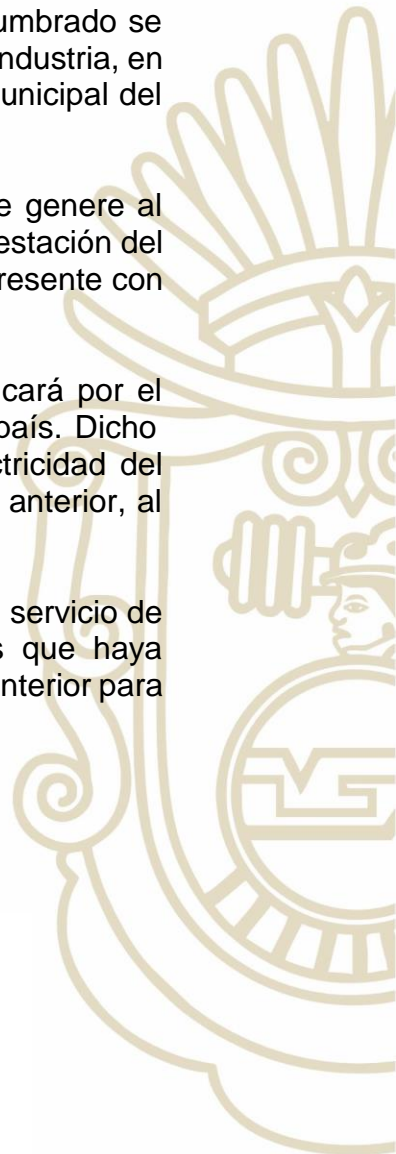 umbrado se
ndustria, en
unicipal del
e genere al
estación del
resente con
cará por el
país. Dicho
ctricidad del
anterior, al
servicio de
s que haya
nterior para